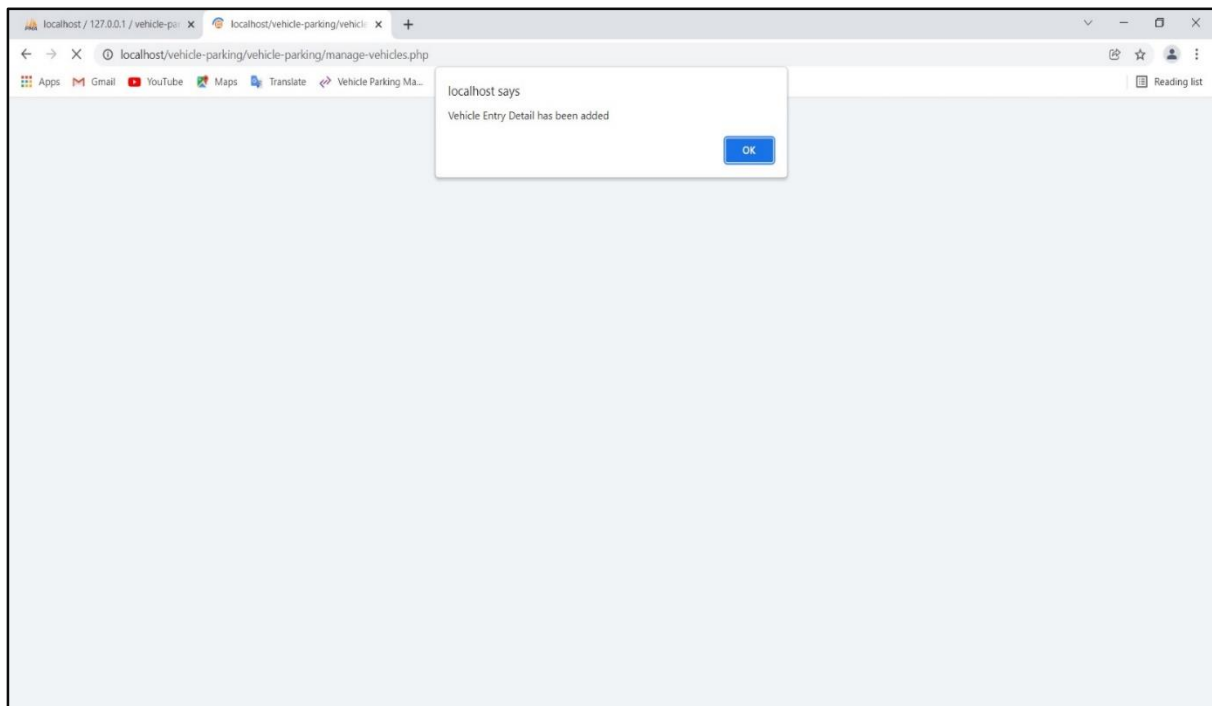 localhost / 127.0.0.1 / vehicle-par
localhost/vehicle-parking/vehicle
localhost/vehicle-parking/vehicle-parking/manage-vehicles.php
Apps Gmail YouTube Maps Translate Vehicle Parking Ma... Reading list
localhost says
Vehicle Entry Detail has been added
OK